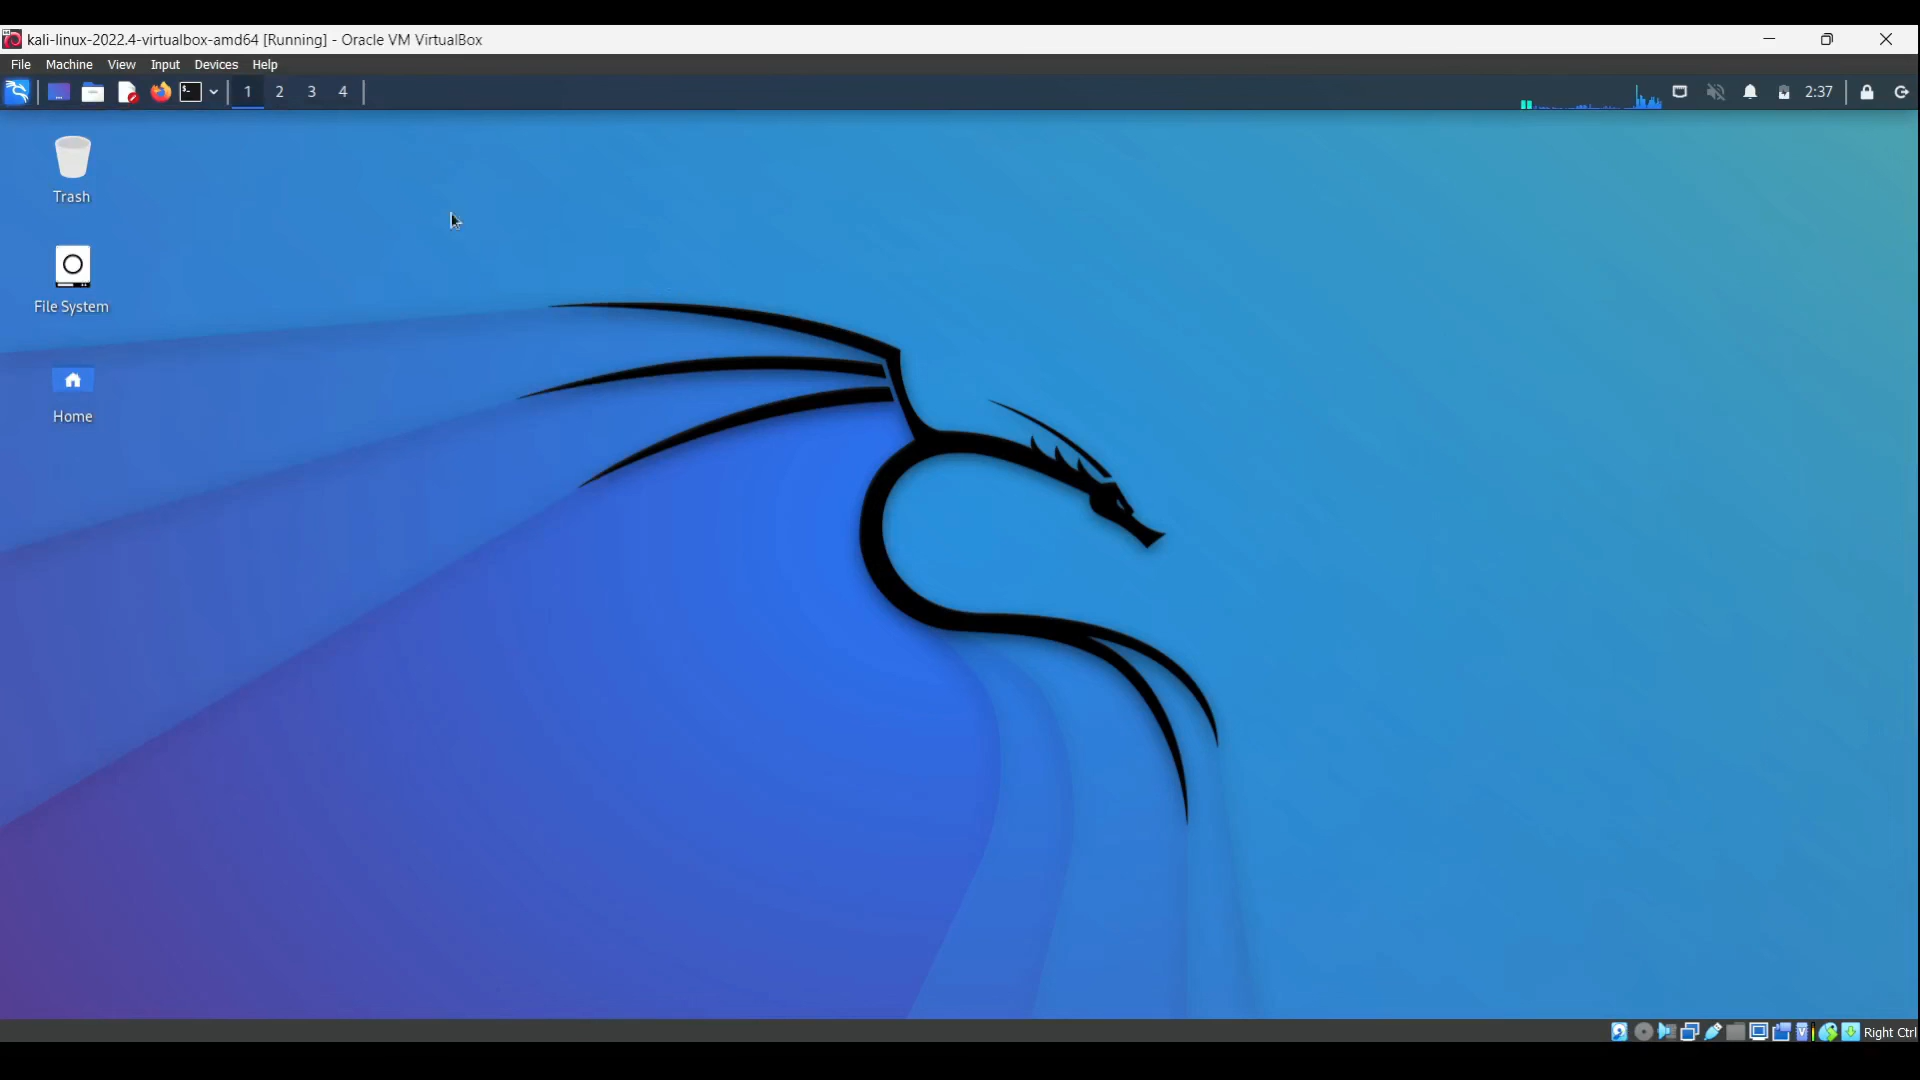 kali-linux-2022.4-virtualbox-amd64 [Running] - Oracle VM VirtualBox
File Machine View Input Devices Help
1 2 3 4 2:37
Trash
File System
Home
Right Ctrl